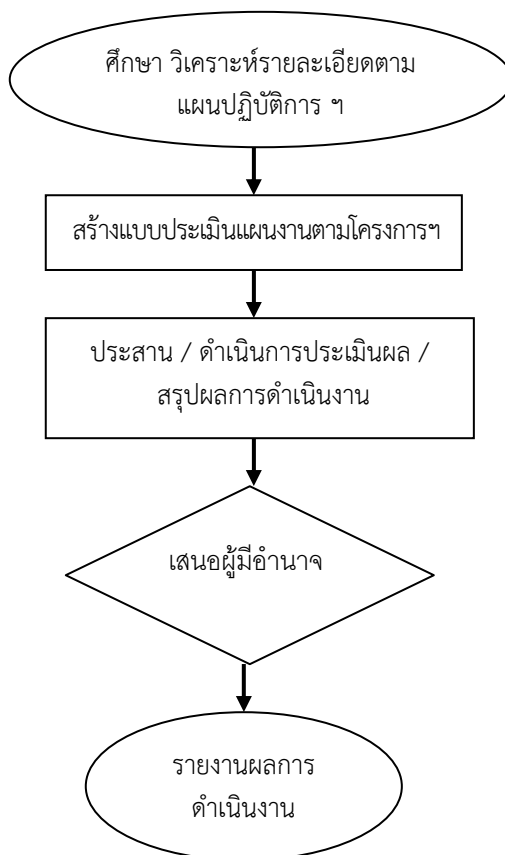 ศึกษา วิเคราะห์รายละเอียดตาม
แผนปฏิบัติการ ฯ
สร้างแบบประเมินแผนงานตามโครงการฯ
ประสาน / ดำเนินการประเมินผล /
สรุปผลการดำเนินงาน
เสนอผู้มีอำนาจ
รายงานผลการ
ดำเนินงาน